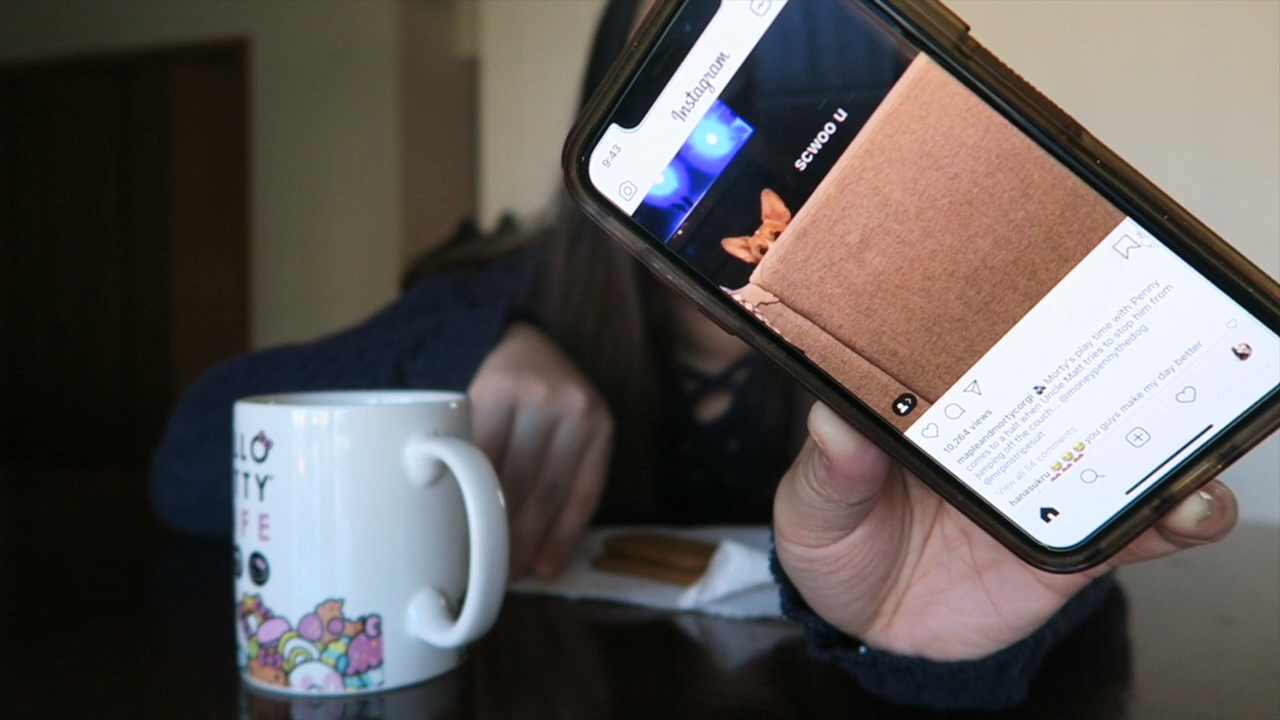 LLO
TTY
FE
9:43
Instagram
scwoo u
10,264 views
mapleandmortycorgi Morty's play time with Penny
comes to a halt when Uncle Matt tries to stop him from
jumping off the couch... @moneypennythedog
@mrpinstripesuit
View all 54 comments
hanasukru you guys make my day better